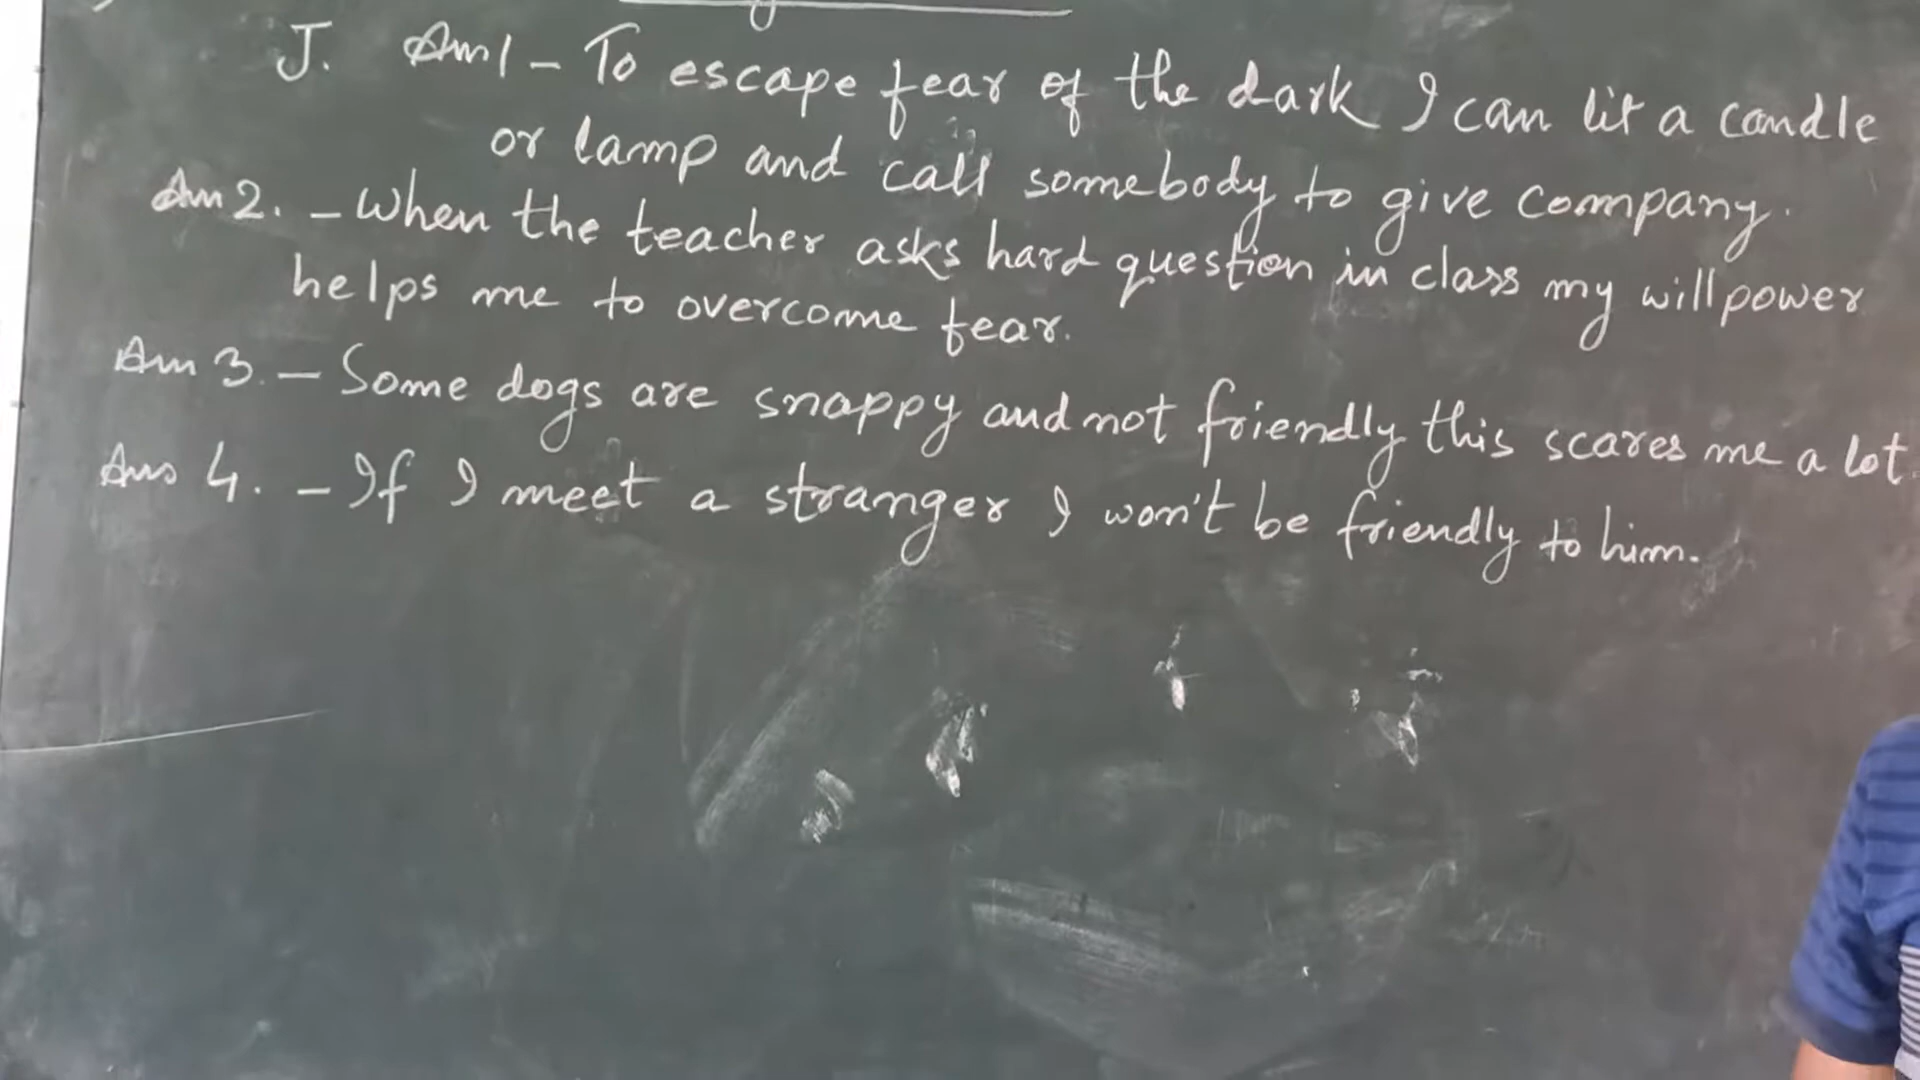 J. Ans 1 - To escape fear of the dark I can lit a candle
or lamp and call somebody to give company.
Ans 2. - When the teacher asks hard question in class my willpower
helps me to overcome fear.
Ans 3. - Some dogs are snappy and not friendly this scares me a lot.
Ans 4. - If I meet a stranger I won't be friendly to him.